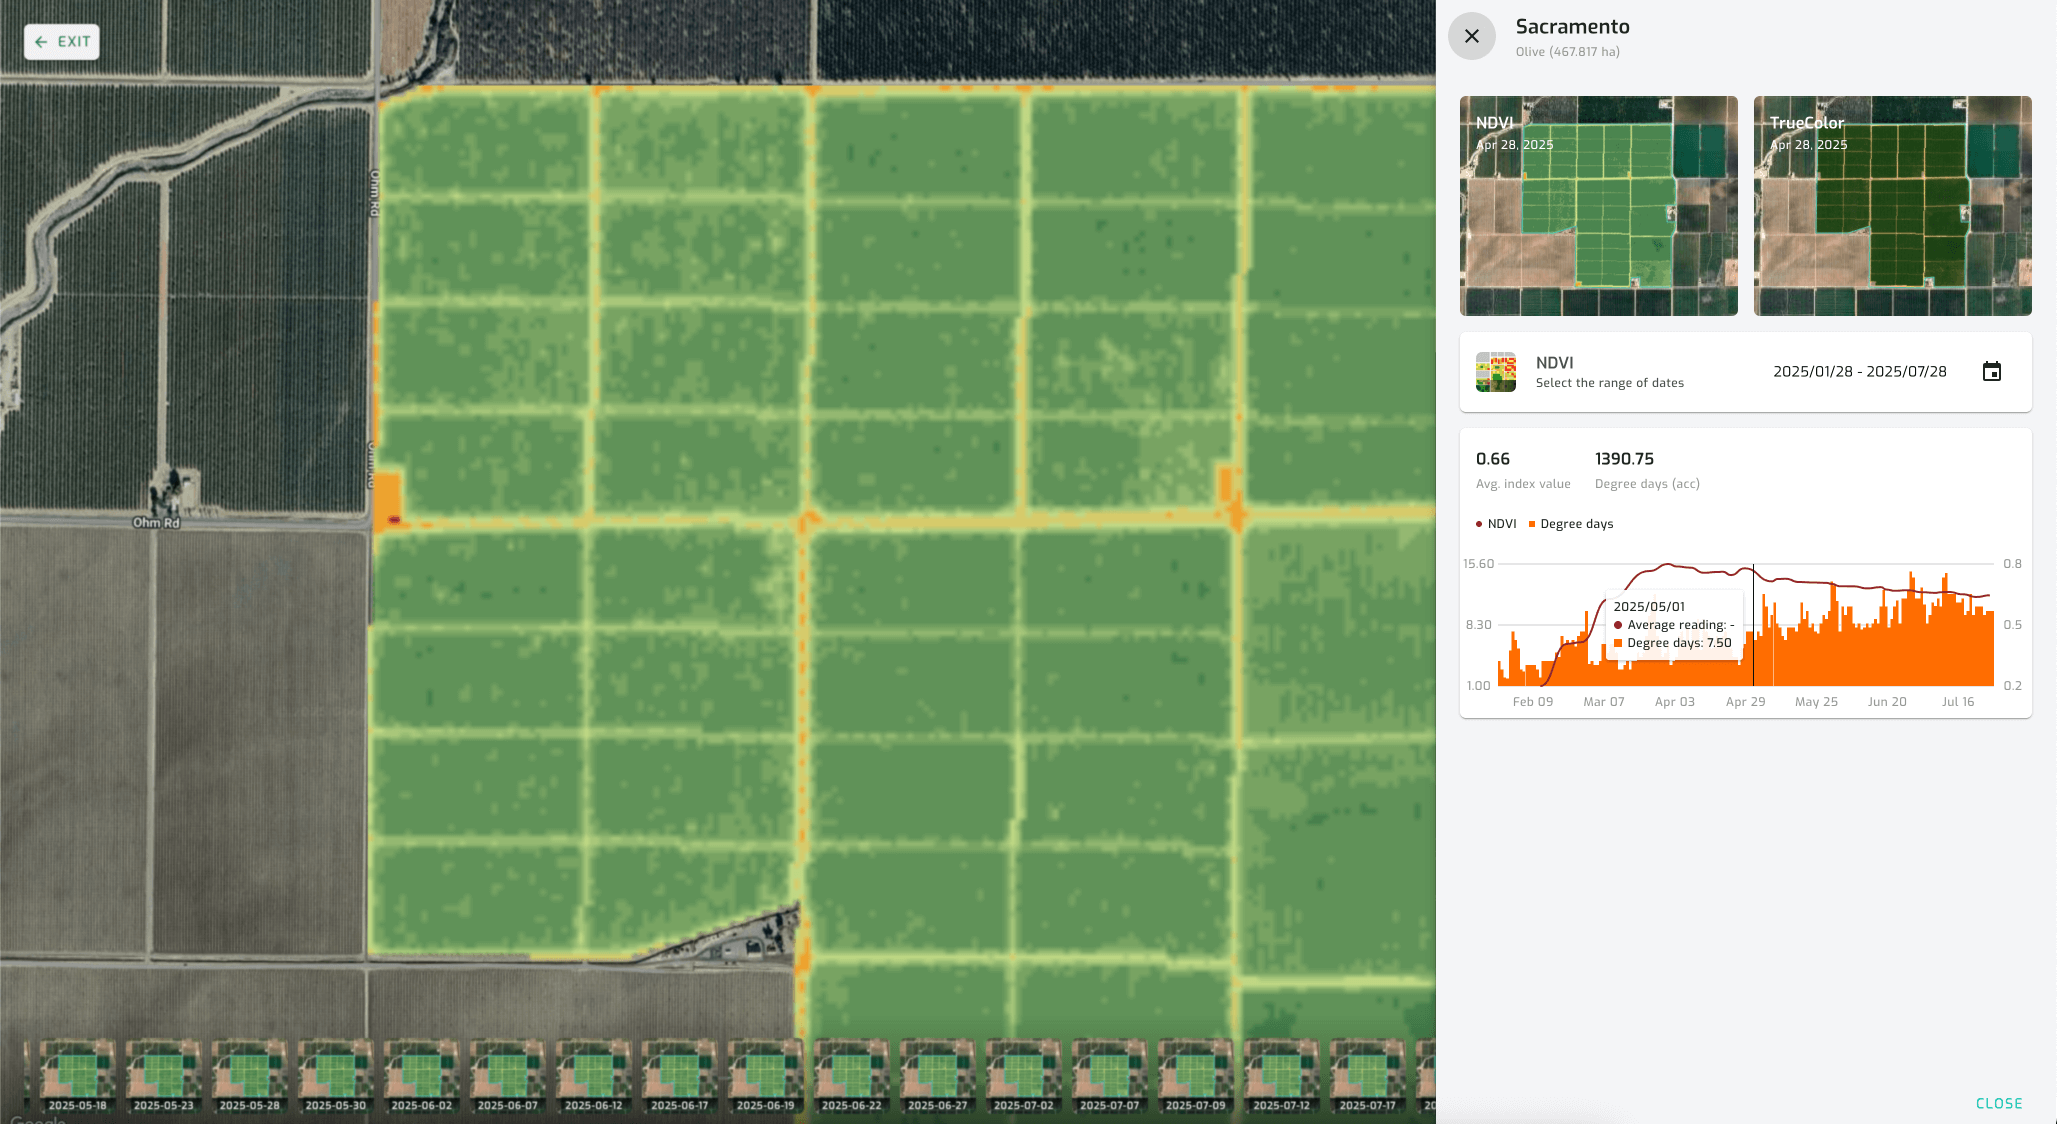 EXIT
Ohm Rd
Ohm Rd
Ohm Rd
2025-05-18
2025-05-23
2025-05-28
2025-05-30
2025-06-02
2025-06-07
2025-06-12
2025-06-17
2025-06-19
2025-06-22
2025-06-27
2025-07-02
2025-07-07
2025-07-09
2025-07-12
2025-07-17
20
Google
Sacramento
Olive (467.817 ha)
NDVI
Apr 28, 2025
TrueColor
Apr 28, 2025
NDVI
Select the range of dates
2025/01/28 - 2025/07/28
0.66
Avg. index value
1390.75
Degree days (acc)
NDVI
Degree days
15.60
0.8
8.30
0.5
1.00
0.2
2025/05/01
Average reading: -
Degree days: 7.50
Feb 09
Mar 07
Apr 03
Apr 29
May 25
Jun 20
Jul 16
CLOSE